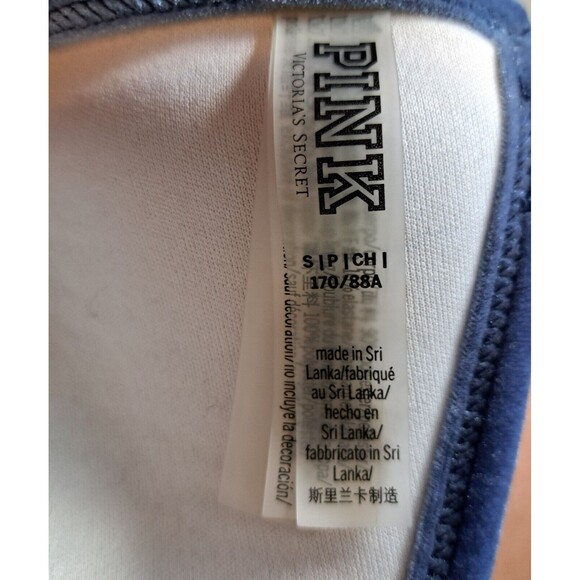 PINK
VICTORIA'S SECRET
S | P | CH |
170/88A
made in Sri
Lanka/fabriqué
au Sri Lanka/
hecho en
Sri Lanka/
fabbricato in Sri
Lanka/
斯里兰卡制造
décoration/no incluye la decoración/